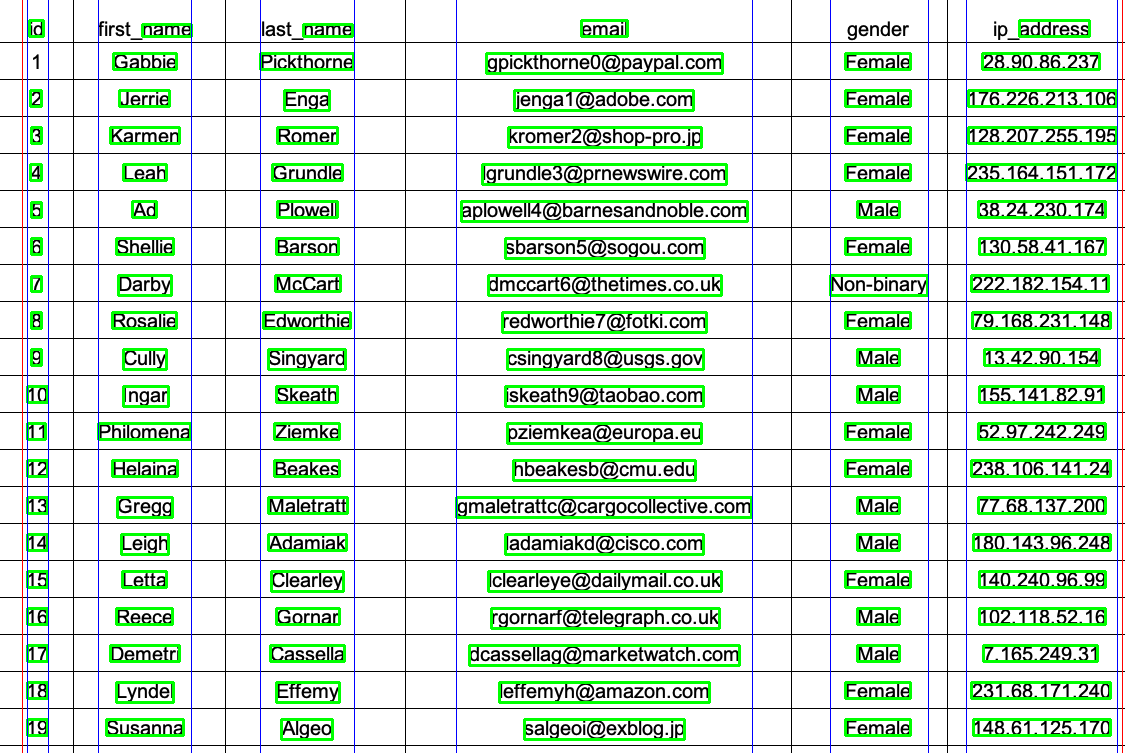 id first_name last_name email gender ip_address
1 Gabbie Pickthorne gpickthorne0@paypal.com Female 28.90.86.237
2 Jerrie Enga jenga1@adobe.com Female 176.226.213.106
3 Karmen Romer kromer2@shop-pro.jp Female 128.207.255.195
4 Leah Grundle lgrundle3@prnewswire.com Female 235.164.151.172
5 Ad Plowell aplowell4@barnesandnoble.com Male 38.24.230.174
6 Shellie Barson sbarson5@sogou.com Female 130.58.41.167
7 Darby McCart dmccart6@thetimes.co.uk Non-binary 222.182.154.11
8 Rosalie Edworthie redworthie7@fotki.com Female 79.168.231.148
9 Cully Singyard csingyard8@usgs.gov Male 13.42.90.154
10 Ingar Skeath iskeath9@taobao.com Male 155.141.82.91
11 Philomena Ziemke pziemkea@europa.eu Female 52.97.242.249
12 Helaina Beakes hbeakesb@cmu.edu Female 238.106.141.24
13 Gregg Maletratt gmaletrattc@cargocollective.com Male 77.68.137.200
14 Leigh Adamiak ladamiakd@cisco.com Male 180.143.96.248
15 Letta Clearley lclearleye@dailymail.co.uk Female 140.240.96.99
16 Reece Gornar rgornarf@telegraph.co.uk Male 102.118.52.16
17 Demetri Cassella dcassellag@marketwatch.com Male 7.165.249.31
18 Lyndel Effemy leffemyh@amazon.com Female 231.68.171.240
19 Susanna Algeo salgeoi@exblog.jp Female 148.61.125.170